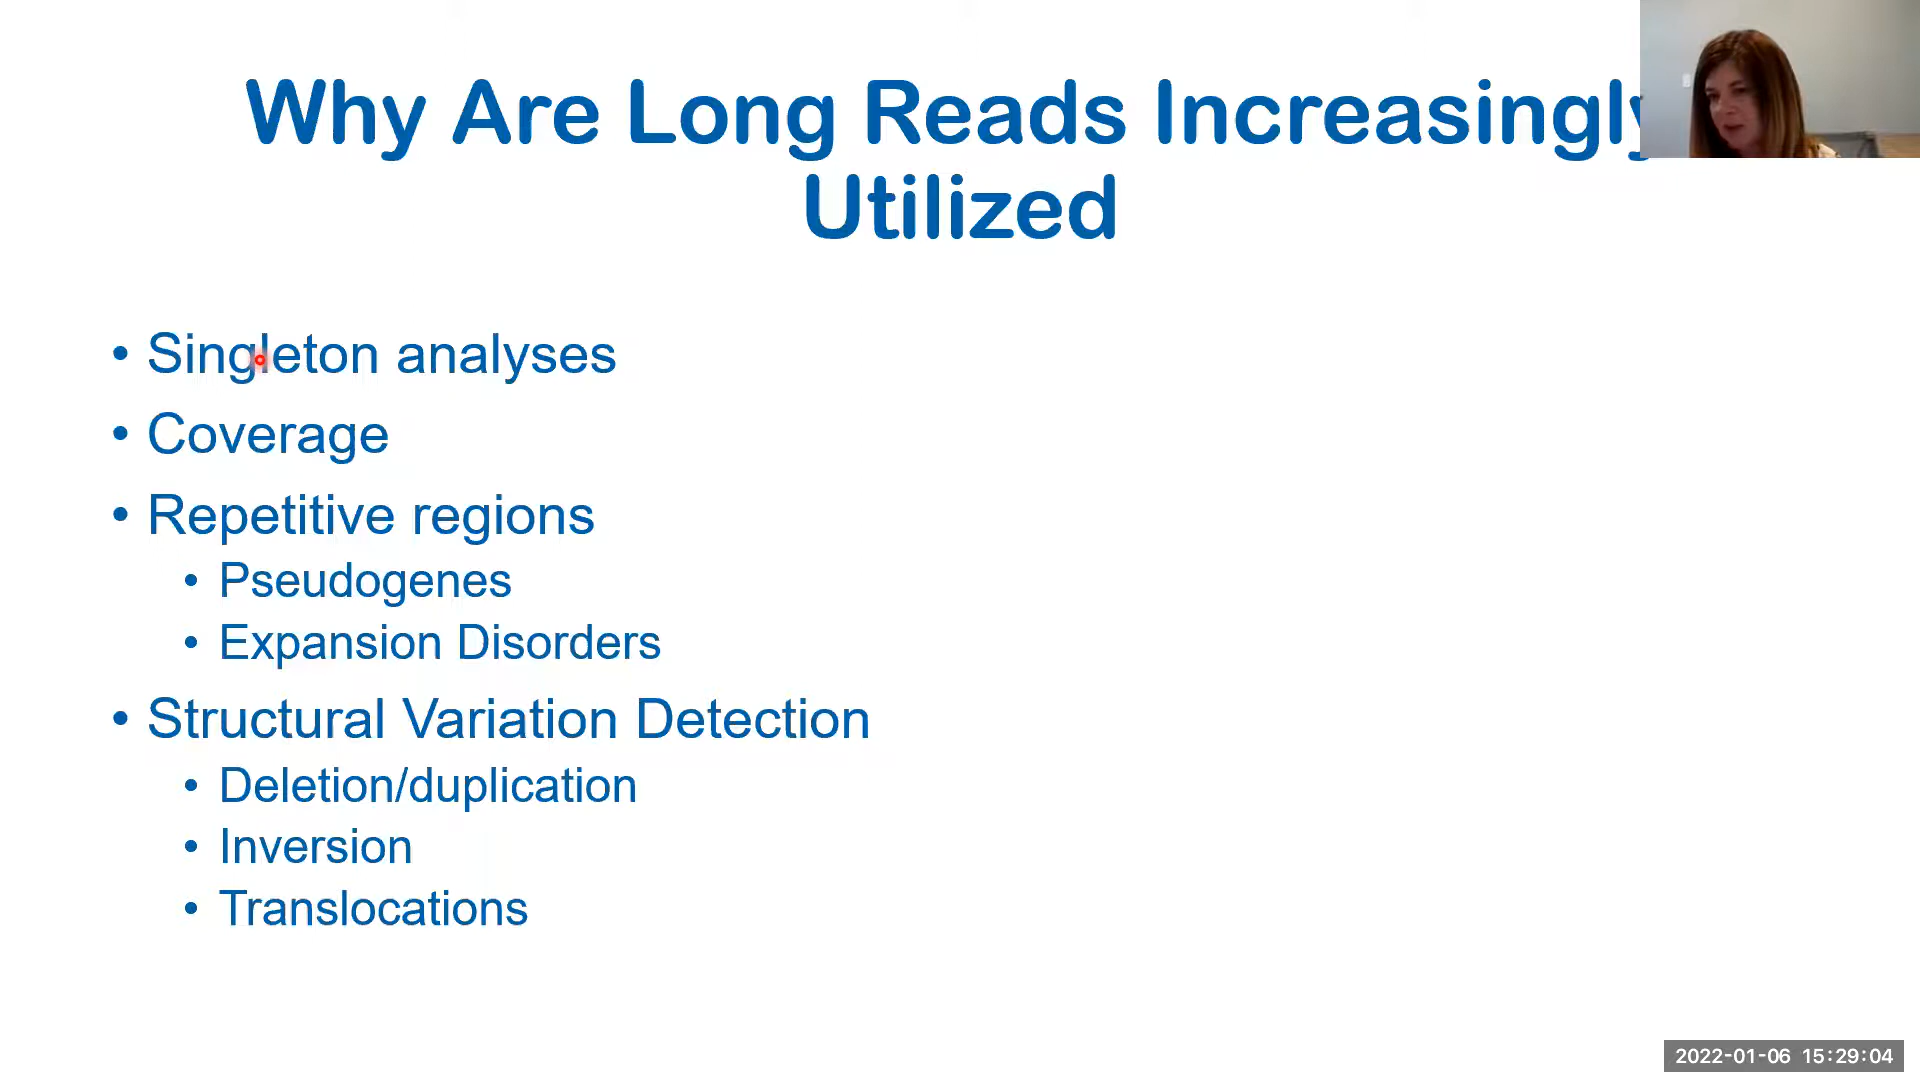 Why Are Long Reads Increasingly
Utilized
• Singleton analyses
• Coverage
• Repetitive regions
• Pseudogenes
• Expansion Disorders
• Structural Variation Detection
• Deletion/duplication
• Inversion
• Translocations
2022-01-06 15:29:04